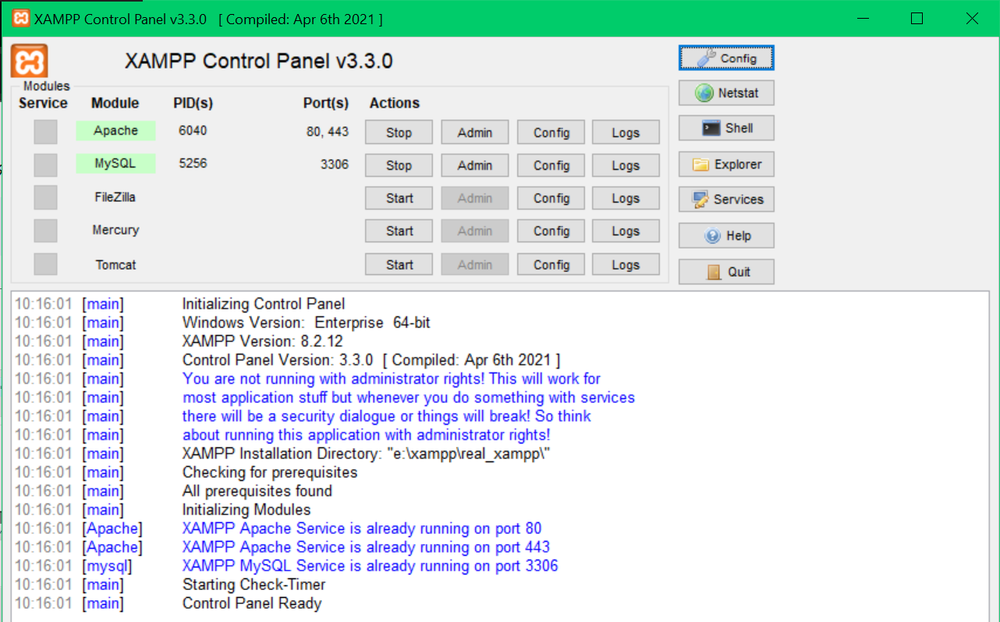 XAMPP Control Panel v3.3.0 [ Compiled: Apr 6th 2021 ]
XAMPP Control Panel v3.3.0
Config
Modules
Service Module PID(s) Port(s) Actions
Netstat
Apache 6040 80, 443 Stop Admin Config Logs
Shell
MySQL 5256 3306 Stop Admin Config Logs
Explorer
FileZilla Start Admin Config Logs
Services
Mercury Start Admin Config Logs
Help
Tomcat Start Admin Config Logs
Quit
10:16:01 [main] Initializing Control Panel
10:16:01 [main] Windows Version: Enterprise 64-bit
10:16:01 [main] XAMPP Version: 8.2.12
10:16:01 [main] Control Panel Version: 3.3.0 [ Compiled: Apr 6th 2021 ]
10:16:01 [main] You are not running with administrator rights! This will work for
10:16:01 [main] most application stuff but whenever you do something with services
10:16:01 [main] there will be a security dialogue or things will break! So think
10:16:01 [main] about running this application with administrator rights!
10:16:01 [main] XAMPP Installation Directory: "e:\xampp\real_xampp\"
10:16:01 [main] Checking for prerequisites
10:16:01 [main] All prerequisites found
10:16:01 [main] Initializing Modules
10:16:01 [Apache] XAMPP Apache Service is already running on port 80
10:16:01 [Apache] XAMPP Apache Service is already running on port 443
10:16:01 [mysql] XAMPP MySQL Service is already running on port 3306
10:16:01 [main] Starting Check-Timer
10:16:01 [main] Control Panel Ready